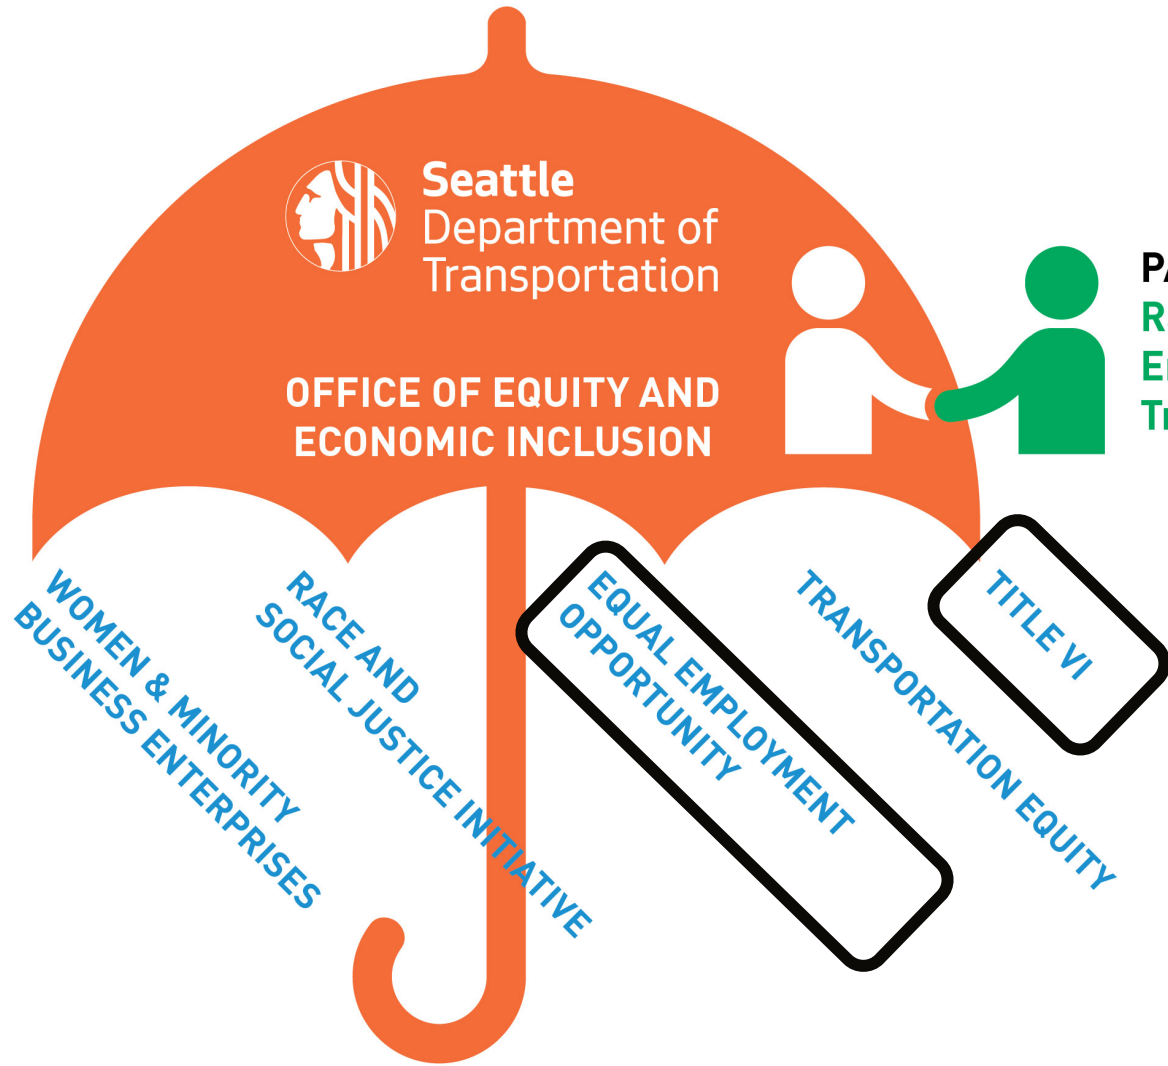 Seattle
Department of
Transportation
OFFICE OF EQUITY AND
ECONOMIC INCLUSION
WOMEN & MINORITY
BUSINESS ENTERPRISES
RACE AND
SOCIAL JUSTICE INITIATIVE
EQUAL EMPLOYMENT
OPPORTUNITY
TRANSPORTATION EQUITY
TITLE VI